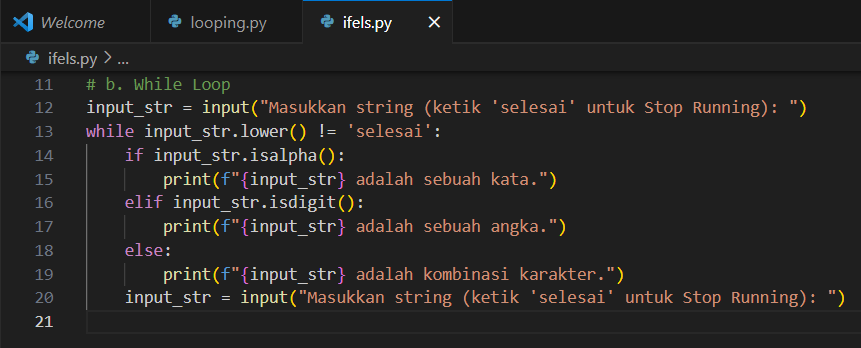 Welcome looping.py ifels.py ×
ifels.py > ...
11 # b. While Loop
12 input_str = input("Masukkan string (ketik 'selesai' untuk Stop Running): ")
13 while input_str.lower() != 'selesai':
14     if input_str.isalpha():
15         print(f"{input_str} adalah sebuah kata.")
16     elif input_str.isdigit():
17         print(f"{input_str} adalah sebuah angka.")
18     else:
19         print(f"{input_str} adalah kombinasi karakter.")
20     input_str = input("Masukkan string (ketik 'selesai' untuk Stop Running): ")
21